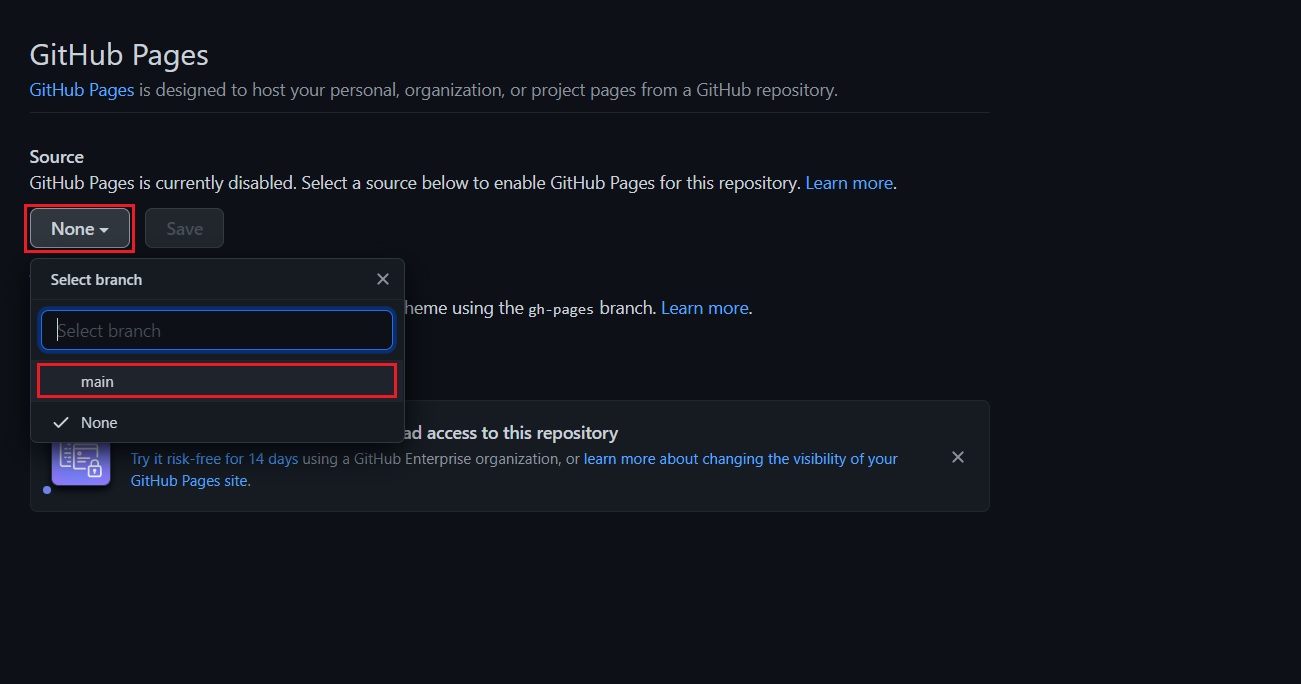 GitHub Pages
GitHub Pages is designed to host your personal, organization, or project pages from a GitHub repository.
Source
GitHub Pages is currently disabled. Select a source below to enable GitHub Pages for this repository. Learn more.
None
Save
Select branch
heme using the gh-pages branch. Learn more.
Select branch
main
None
ad access to this repository
Try it risk-free for 14 days using a GitHub Enterprise organization, or learn more about changing the visibility of your
GitHub Pages site.